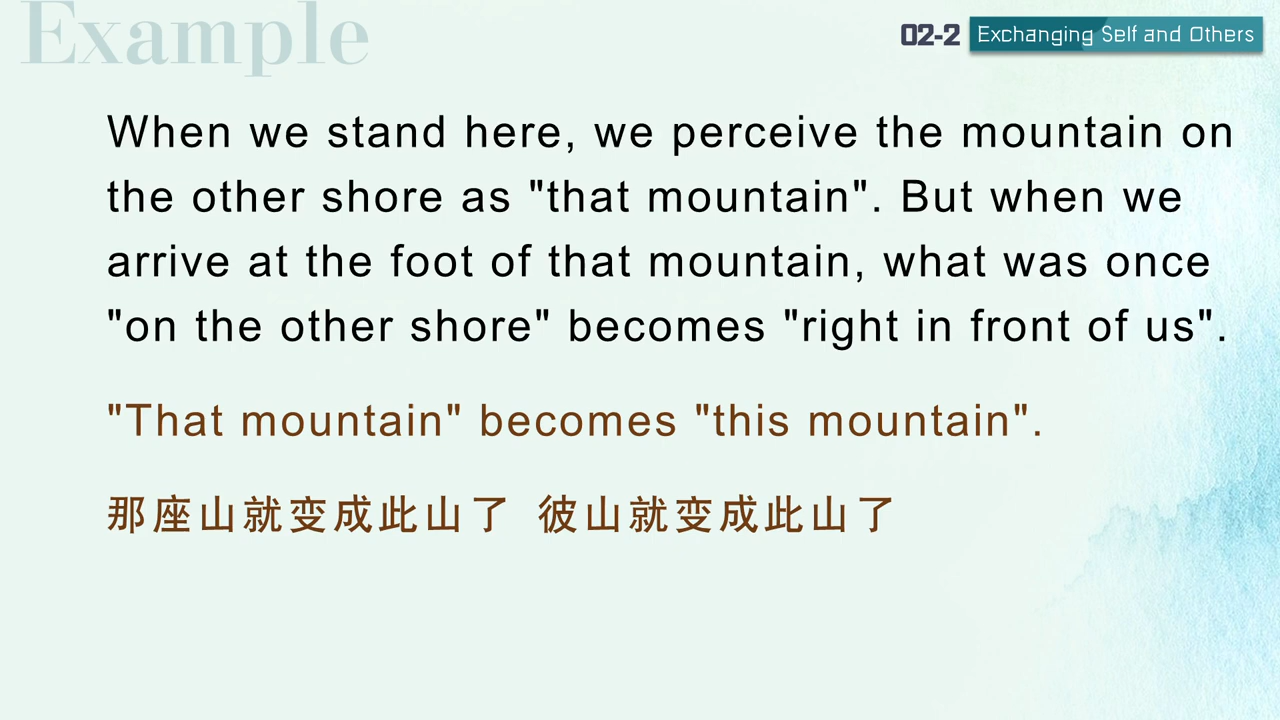 Example
02-2 Exchanging Self and Others
When we stand here, we perceive the mountain on
the other shore as "that mountain". But when we
arrive at the foot of that mountain, what was once
"on the other shore" becomes "right in front of us".
"That mountain" becomes "this mountain".
那座山就变成此山了 彼山就变成此山了